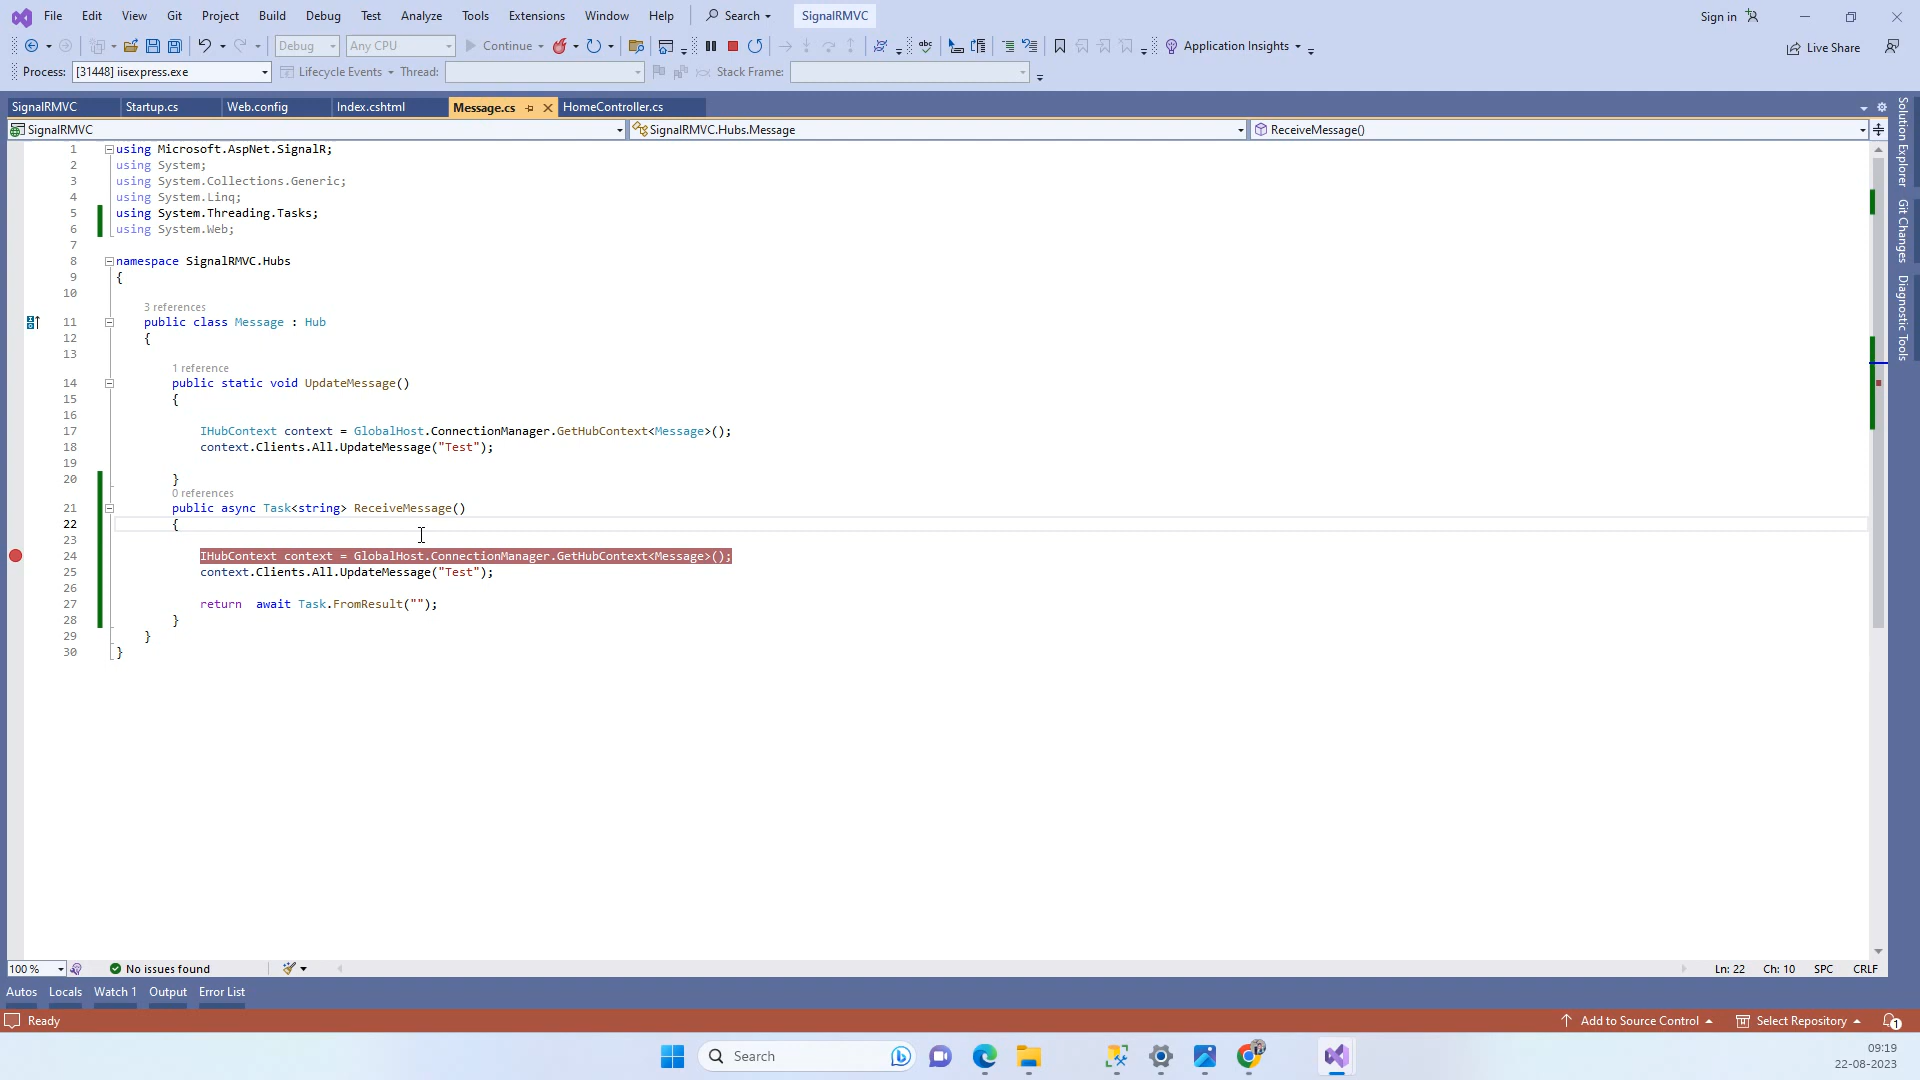 File Edit View Git Project Build Debug Test Analyze Tools Extensions Window Help Search SignalRMVC Sign in
Debug Any CPU Continue Application Insights Live Share
Process: [31448] iisexpress.exe Lifecycle Events Thread: Stack Frame:
SignalRMVC Startup.cs Web.config Index.cshtml Message.cs HomeController.cs
SignalRMVC SignalRMVC.Hubs.Message ReceiveMessage()
1 using Microsoft.AspNet.SignalR;
2 using System;
3 using System.Collections.Generic;
4 using System.Linq;
5 using System.Threading.Tasks;
6 using System.Web;
7
8 namespace SignalRMVC.Hubs
9 {
10
3 references
11 public class Message : Hub
12 {
13
1 reference
14 public static void UpdateMessage()
15 {
16
17 IHubContext context = GlobalHost.ConnectionManager.GetHubContext<Message>();
18 context.Clients.All.UpdateMessage("Test");
19
20 }
0 references
21 public async Task<string> ReceiveMessage()
22 {
23
24 IHubContext context = GlobalHost.ConnectionManager.GetHubContext<Message>();
25 context.Clients.All.UpdateMessage("Test");
26
27 return  await Task.FromResult("");
28 }
29 }
30 }
Solution Explorer
Git Changes
Diagnostic Tools
100 % No issues found Ln: 22 Ch: 10 SPC CRLF
Autos Locals Watch 1 Output Error List
Ready Add to Source Control Select Repository 1
Search
09:19
22-08-2023